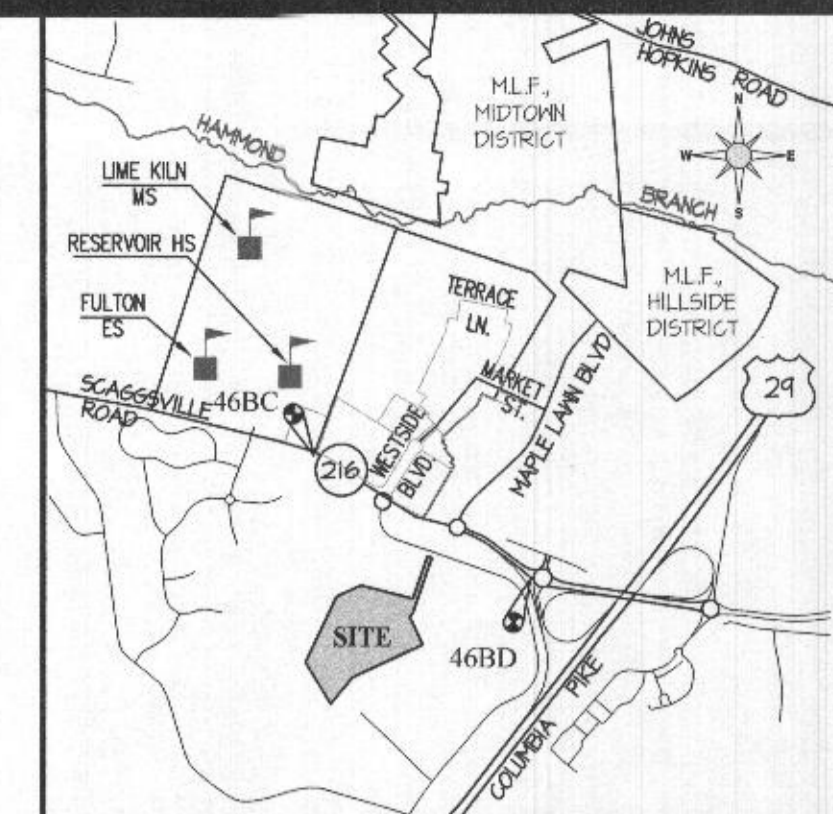 JOHNS
HOPKINS ROAD
M.L.F.,
MIDTOWN
DISTRICT
N
W
E
S
HAMMOND
BRANCH
LIME KILN
MS
RESERVOIR HS
FULTON
ES
TERRACE
LN.
M.L.F.,
HILLSIDE
DISTRICT
MARKET
ST.
MAPLE LAWN BLVD
29
SCAGGSVILLE
ROAD
46BC
216
WESTSIDE
BLVD.
SITE
46BD
COLUMBIA PIKE